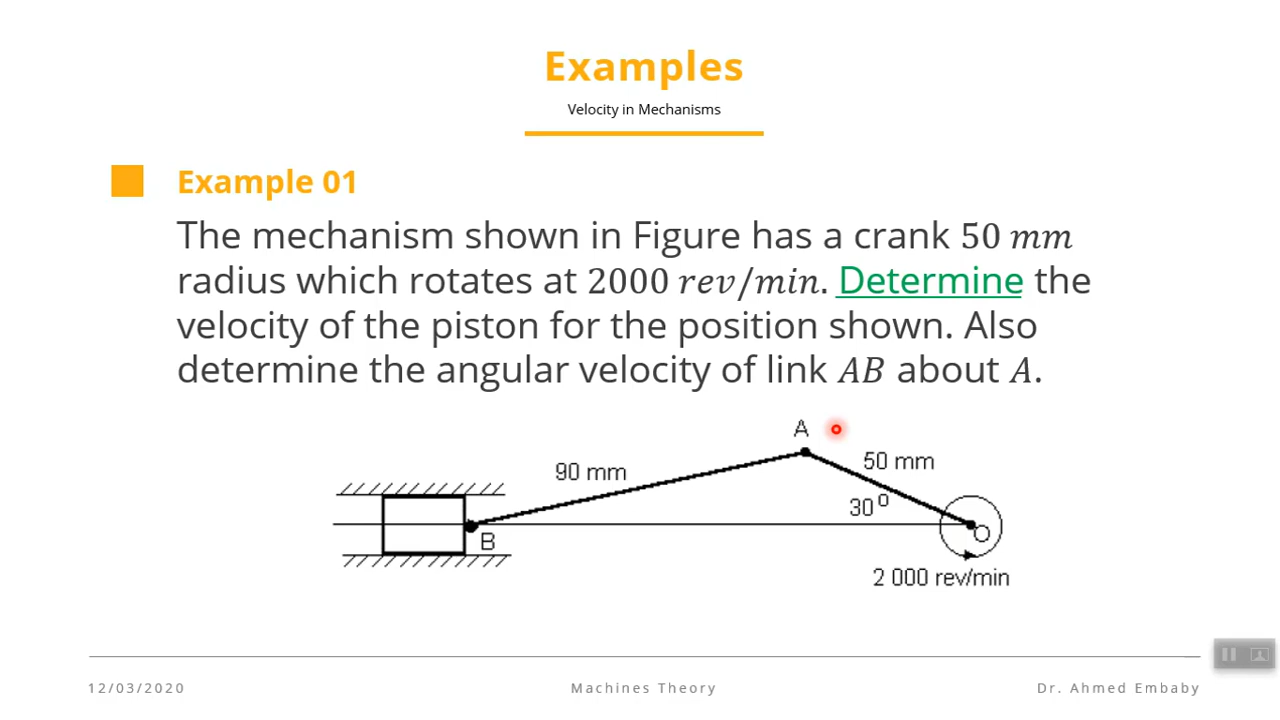 Examples
Velocity in Mechanisms
Example 01
The mechanism shown in Figure has a crank 50 mm
radius which rotates at 2000 rev/min. Determine the
velocity of the piston for the position shown. Also
determine the angular velocity of link AB about A.
A
90 mm
50 mm
30°
B
O
2 000 rev/min
12/03/2020
Machines Theory
Dr. Ahmed Embaby